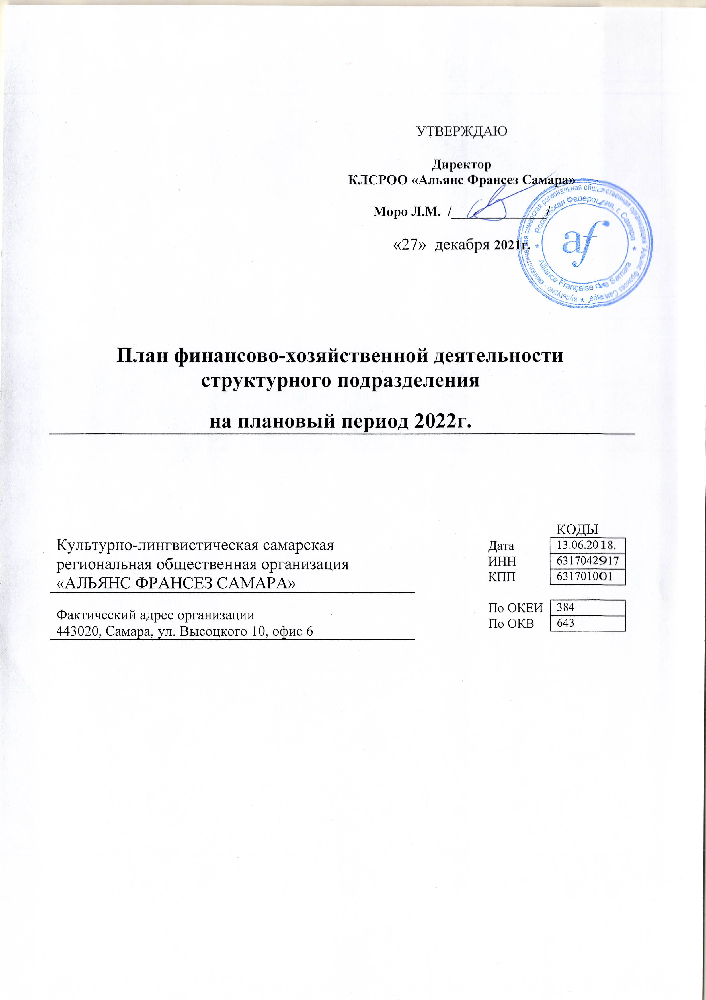 УТВЕРЖДАЮ
Директор
КЛСРОО «Альянс Франсез Самара»
Моро Л.М. /______________/
«27» декабря 2021г.
Культурно - лингвистическая самарская региональная общественная организация "Альянс Франсез Самара" *
* Российская Федерация, г. Самара *
Alliance Française de Samara
af
План финансово-хозяйственной деятельности
структурного подразделения
на плановый период 2022г.
КОДЫ
Культурно-лингвистическая самарская
региональная общественная организация
«АЛЬЯНС ФРАНСЕЗ САМАРА»
Дата 13.06.2018.
ИНН 6317042917
КПП 631701001
Фактический адрес организации
443020, Самара, ул. Высоцкого 10, офис 6
По ОКЕИ 384
По ОКВ 643